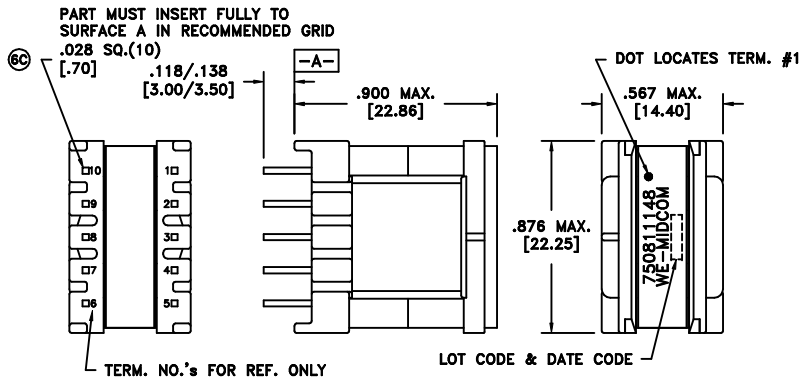 PART MUST INSERT FULLY TO
SURFACE A IN RECOMMENDED GRID
6C
.028 SQ.(10)
[.70]
.118/.138
[3.00/3.50]
-A-
.900 MAX.
[22.86]
DOT LOCATES TERM. #1
.567 MAX.
[14.40]
10
1
9
2
8
3
7
4
6
5
.876 MAX.
[22.25]
750811148
WE-MIDCOM
TERM. NO.'s FOR REF. ONLY
LOT CODE & DATE CODE